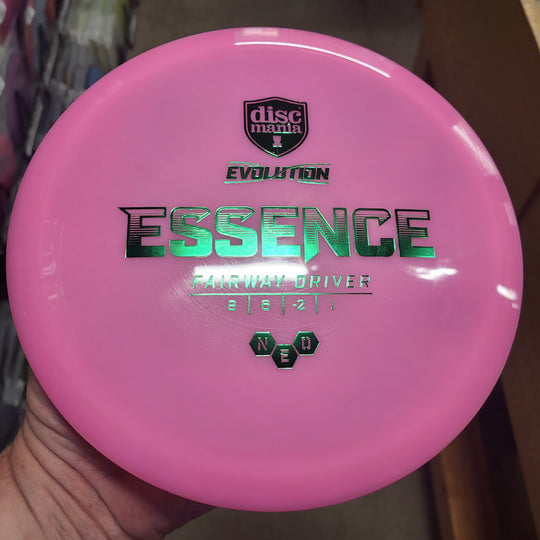 disc
mania
EVOLUTION
ESSENCE
FAIRWAY DRIVER
8 | 6 | -2 | 1
NEO